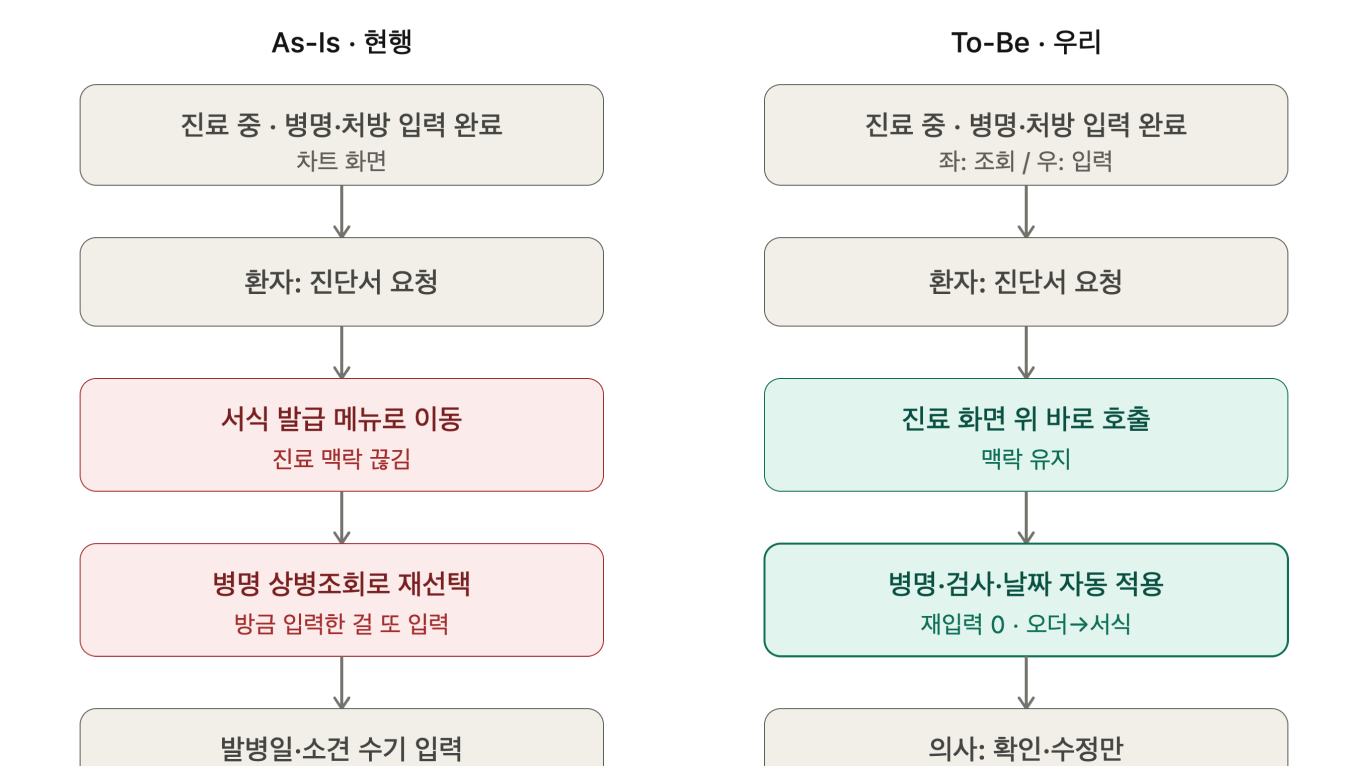 As-Is · 현행
진료 중 · 병명·처방 입력 완료
차트 화면
환자: 진단서 요청
서식 발급 메뉴로 이동
진료 맥락 끊김
병명 상병조회로 재선택
방금 입력한 걸 또 입력
발병일·소견 수기 입력
To-Be · 우리
진료 중 · 병명·처방 입력 완료
좌: 조회 / 우: 입력
환자: 진단서 요청
진료 화면 위 바로 호출
맥락 유지
병명·검사·날짜 자동 적용
재입력 0 · 오더→서식
의사: 확인·수정만